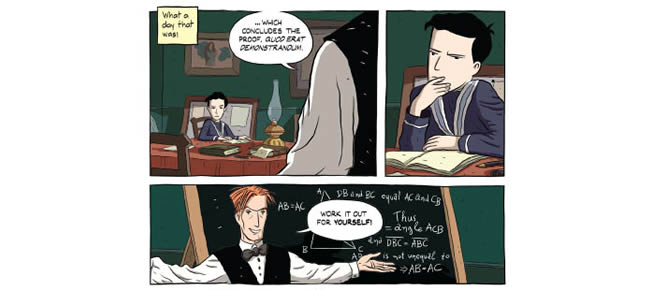 What a
day that
was!
... WHICH
CONCLUDES THE
PROOF, QUOD ERAT
DEMONSTRANDUM.
A
DB and BC equal AC and CB
AB=AC
WORK IT OUT
FOR YOURSELF!
Thus
= angle ACB
and DBC = ABC
B
C
is not unequal to
⇒ AB=AC